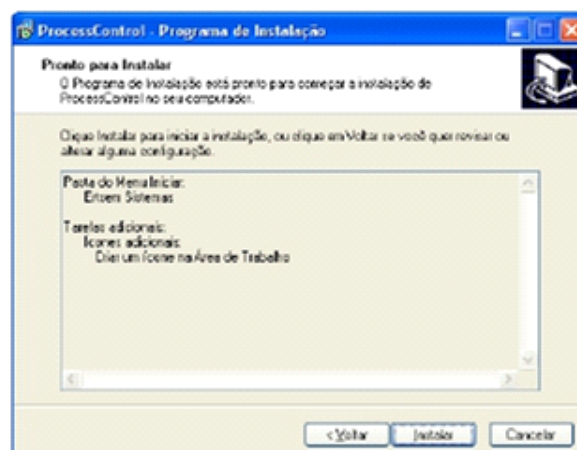 ProcessControl - Programa de Instalação
Pronto para Instalar
O Programa de Instalação está pronto para começar a instalação de
ProcessControl no seu computador.
Clique Instalar para iniciar a instalação, ou clique em Voltar se você quer revisar ou
alterar alguma configuração.
Pasta do Menu Iniciar:
Sistemas
Tarefas adicionais:
Ícones adicionais:
Criar um ícone na Área de Trabalho
< Voltar
Instalar
Cancelar